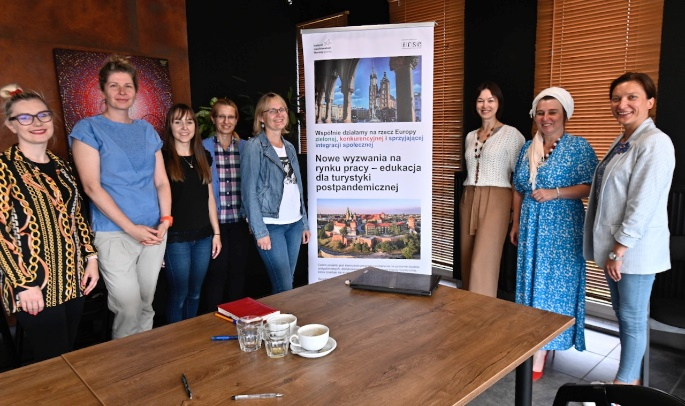 erse
Wspólnie działamy na rzecz Europy
zielonej, konkurencyjnej i sprzyjającej
integracji społecznej
Nowe wyzwania na
rynku pracy – edukacja
dla turystyki
postpandemicznej